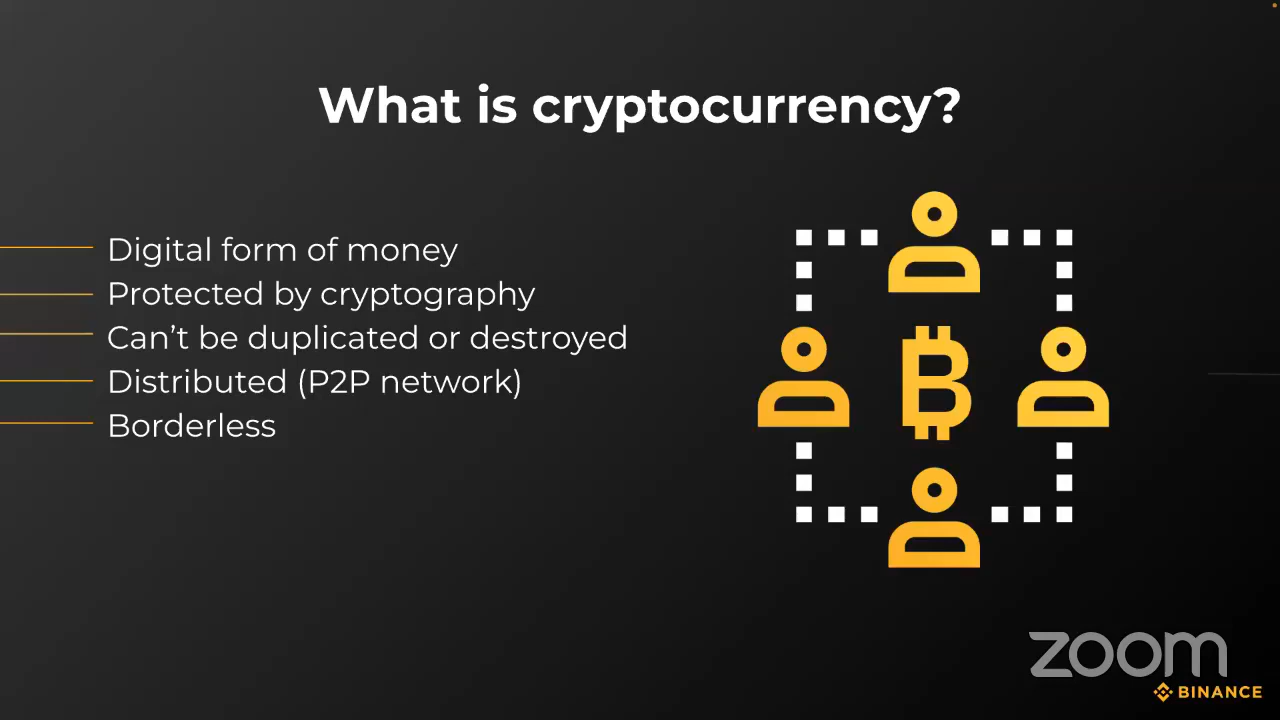 What is cryptocurrency?
Digital form of money
Protected by cryptography
Can’t be duplicated or destroyed
Distributed (P2P network)
Borderless
zoom
BINANCE